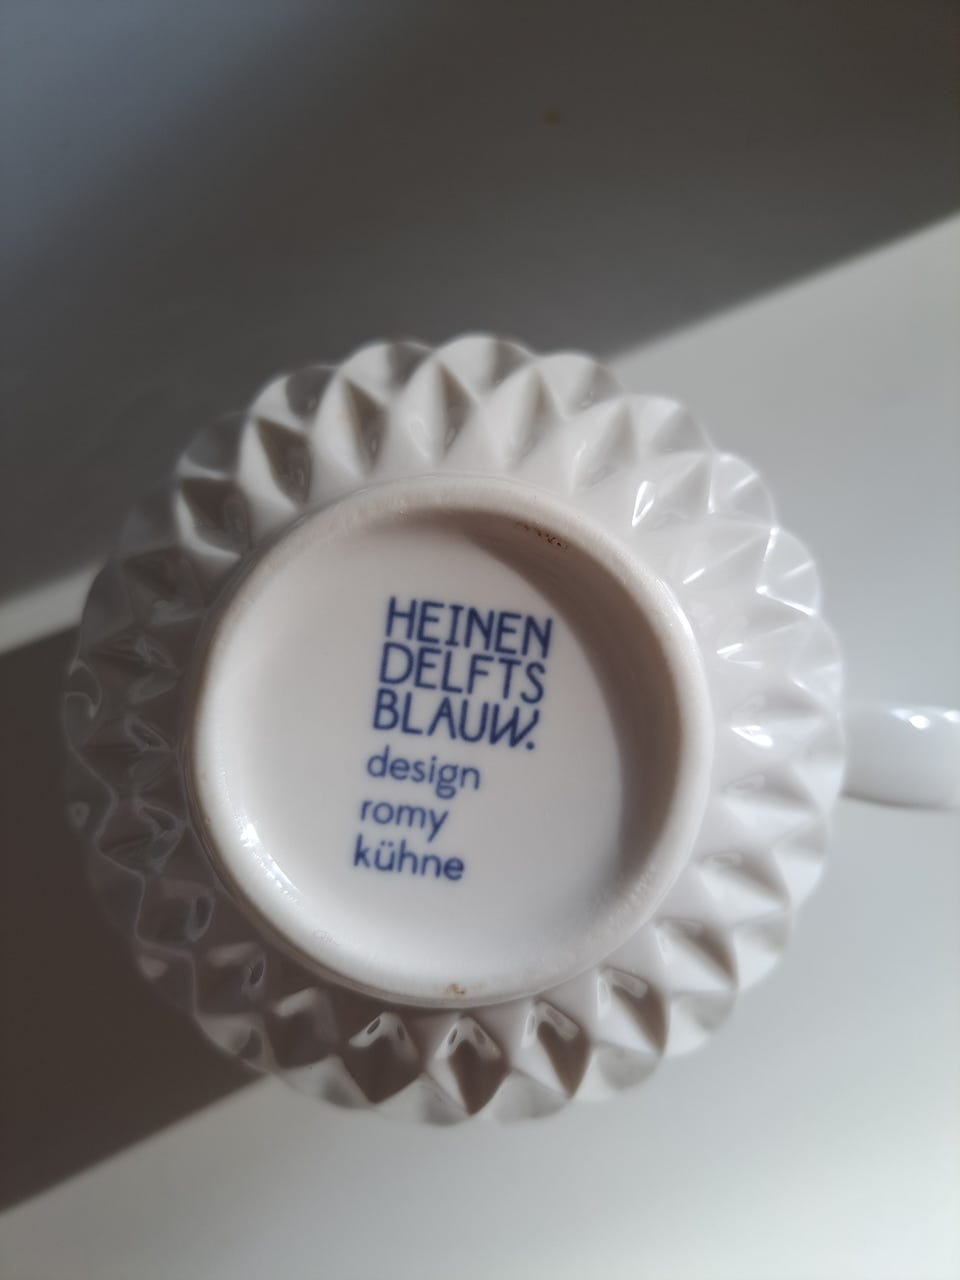 HEINEN
DELFTS
BLAUW.
design
romy
kühne